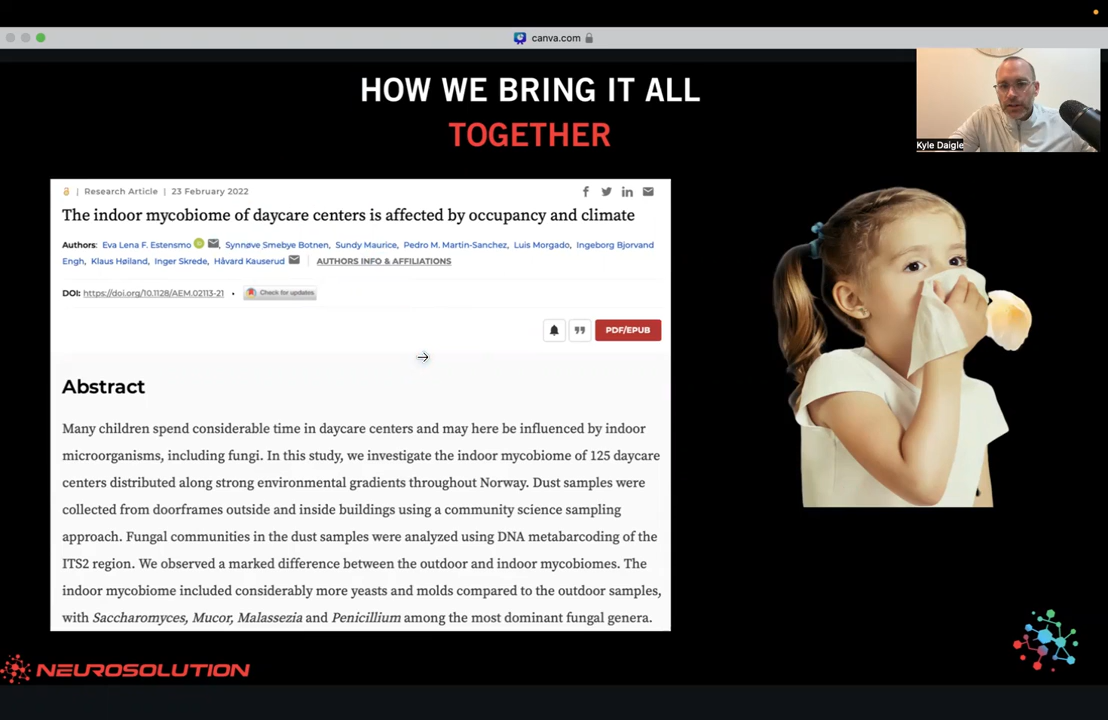 canva.com
HOW WE BRING IT ALL
TOGETHER
Kyle Daigle
| Research Article | 23 February 2022
The indoor mycobiome of daycare centers is affected by occupancy and climate
Authors: Eva Lena F. Estensmo, Synnøve Smebye Botnen, Sundy Maurice, Pedro M. Martin-Sanchez, Luis Morgado, Ingeborg Bjorvand
Engh, Klaus Høiland, Inger Skrede, Håvard Kauserud | AUTHORS INFO & AFFILIATIONS
DOI: https://doi.org/10.1128/AEM.02113-21 • Check for updates
PDF/EPUB
Abstract
Many children spend considerable time in daycare centers and may here be influenced by indoor
microorganisms, including fungi. In this study, we investigate the indoor mycobiome of 125 daycare
centers distributed along strong environmental gradients throughout Norway. Dust samples were
collected from doorframes outside and inside buildings using a community science sampling
approach. Fungal communities in the dust samples were analyzed using DNA metabarcoding of the
ITS2 region. We observed a marked difference between the outdoor and indoor mycobiomes. The
indoor mycobiome included considerably more yeasts and molds compared to the outdoor samples,
with Saccharomyces, Mucor, Malassezia and Penicillium among the most dominant fungal genera.
NEUROSOLUTION